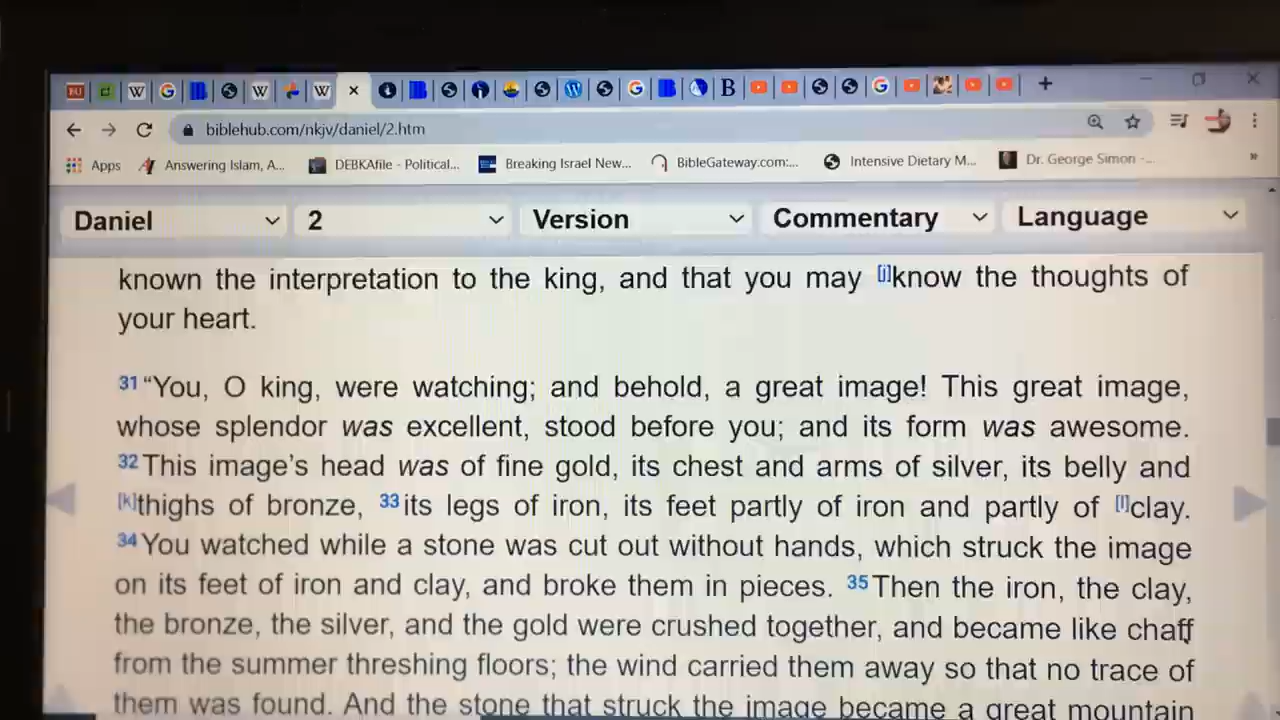 biblehub.com/nkjv/daniel/2.htm
Apps Answering Islam, A... DEBKAfile - Political... Breaking Israel New... BibleGateway.com:... Intensive Dietary M... Dr. George Simon -...
Daniel 2 Version Commentary Language
known the interpretation to the king, and that you may [j]know the thoughts of
your heart.
31 “You, O king, were watching; and behold, a great image! This great image,
whose splendor was excellent, stood before you; and its form was awesome.
32 This image’s head was of fine gold, its chest and arms of silver, its belly and
[k]thighs of bronze, 33 its legs of iron, its feet partly of iron and partly of [l]clay.
34 You watched while a stone was cut out without hands, which struck the image
on its feet of iron and clay, and broke them in pieces. 35 Then the iron, the clay,
the bronze, the silver, and the gold were crushed together, and became like chaff
from the summer threshing floors; the wind carried them away so that no trace of
them was found. And the stone that struck the image became a great mountain